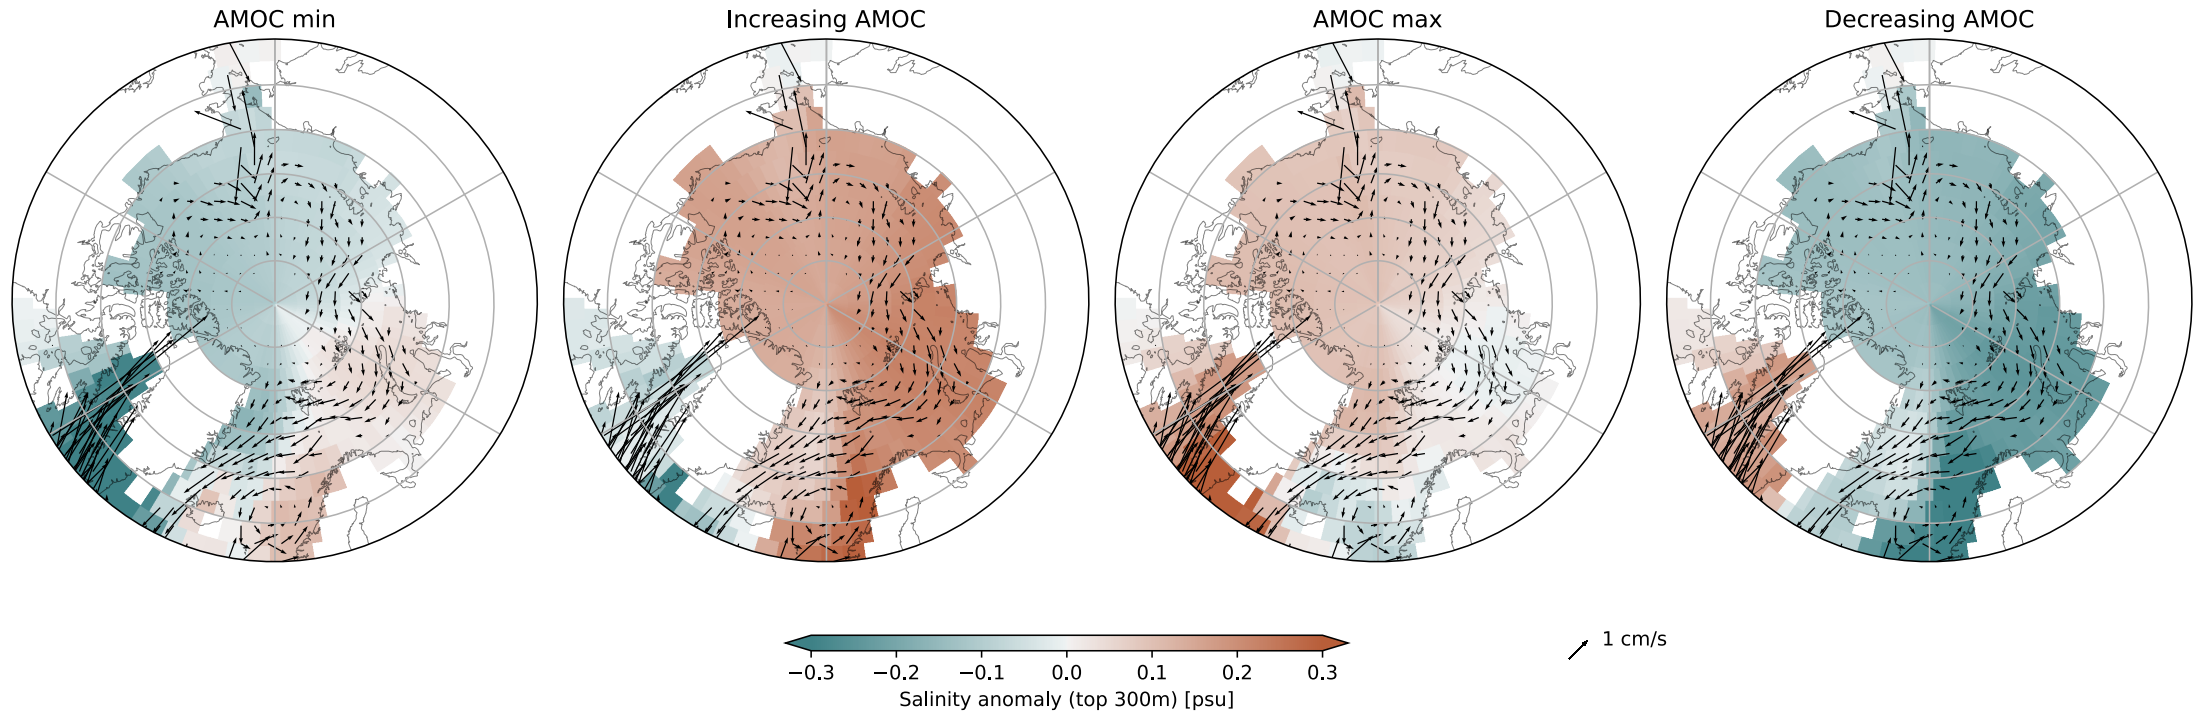 AMOC min
Increasing AMOC
AMOC max
Decreasing AMOC
−0.3
−0.2
−0.1
0.0
0.1
0.2
0.3
Salinity anomaly (top 300m) [psu]
1 cm/s